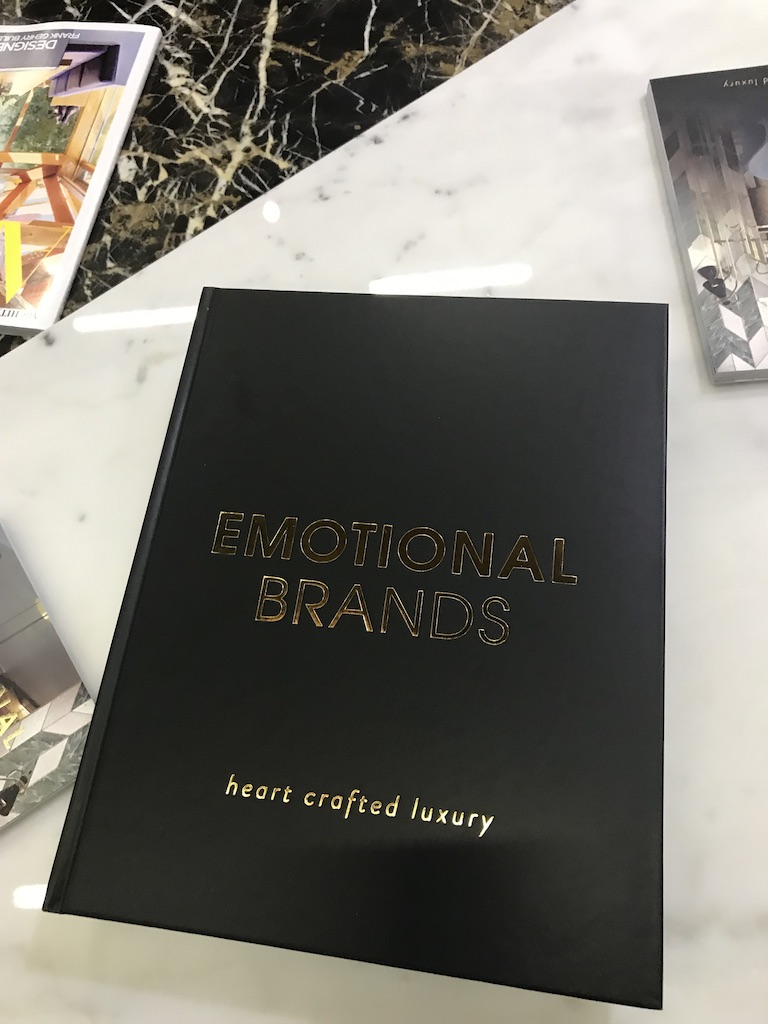 DESIGNE
FRANK GEHRY BUIL
d luxury
EMOTIONAL
BRANDS
heart crafted luxury